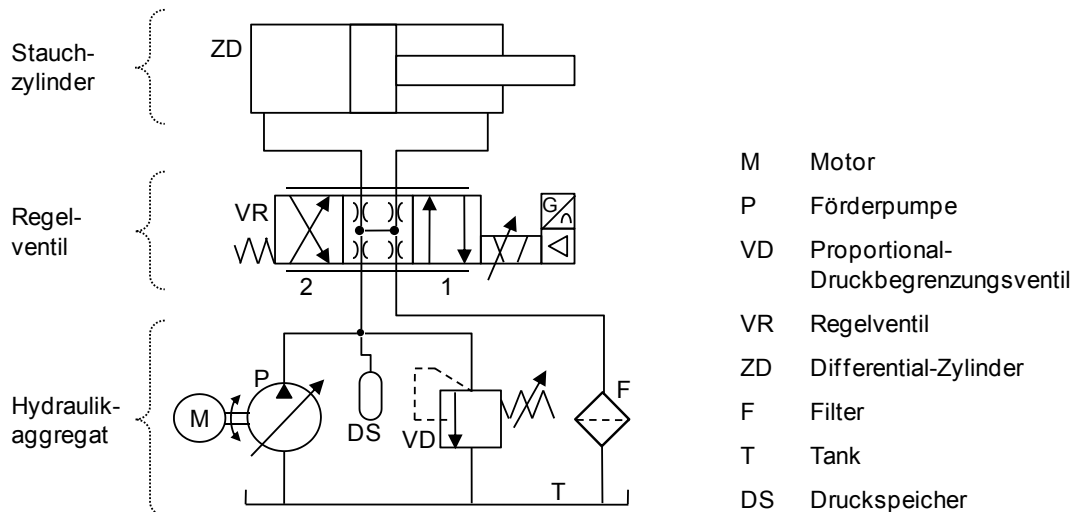 Stauch-
zylinder
ZD
Regel-
ventil
VR
G
2
1
Hydraulik-
aggregat
M
P
DS
VD
F
T
M Motor
P Förderpumpe
VD Proportional-
Druckbegrenzungsventil
VR Regelventil
ZD Differential-Zylinder
F Filter
T Tank
DS Druckspeicher